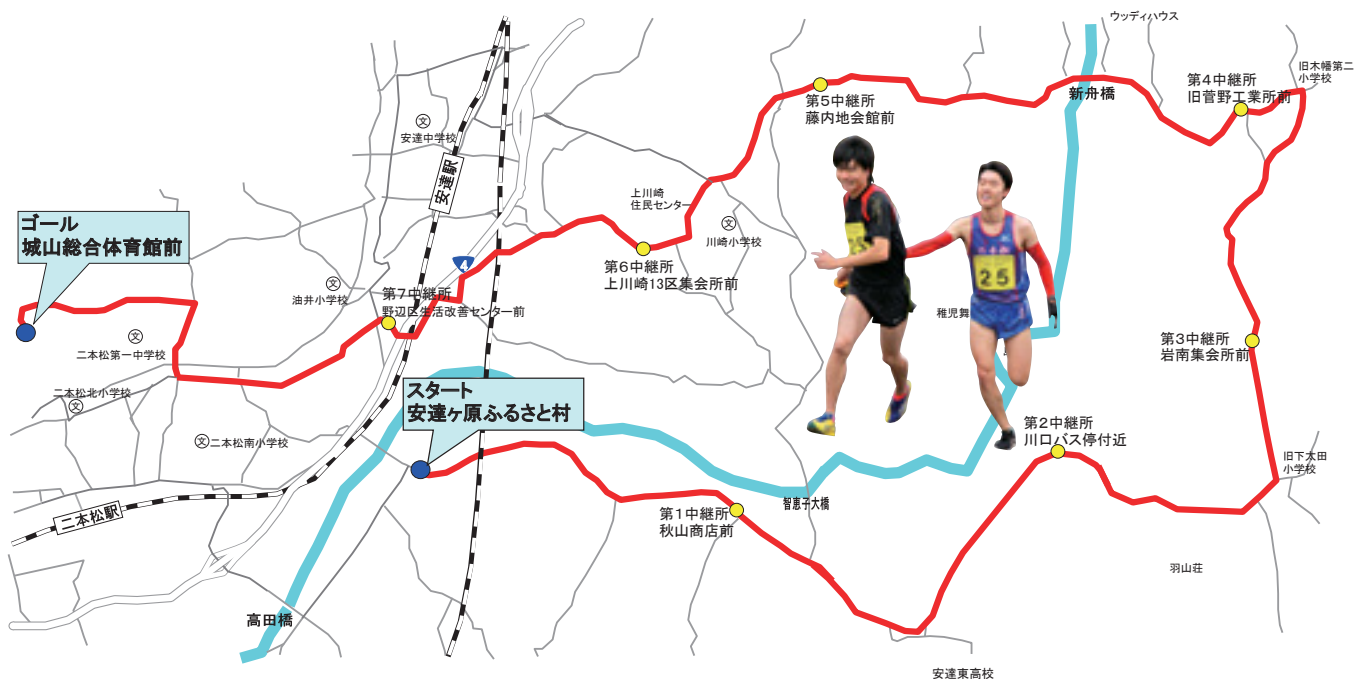 ウッディハウス
旧木幡第二
小学校
第4中継所
旧菅野工業所前
新舟橋
第5中継所
藤内地会館前
安達中学校
文
安達駅
上川崎
住民センター
文
川崎小学校
ゴール
城山総合体育館前
4
第6中継所
上川崎13区集会所前
文
油井小学校
第7中継所
野辺区生活改善センター前
25
稚児舞
文
二本松第一中学校
第3中継所
岩南集会所前
二本松北小学校
文
スタート
安達ヶ原ふるさと村
文
二本松南小学校
第2中継所
川口バス停付近
旧下太田
小学校
智恵子大橋
二本松駅
第1中継所
秋山商店前
羽山荘
高田橋
安達東高校